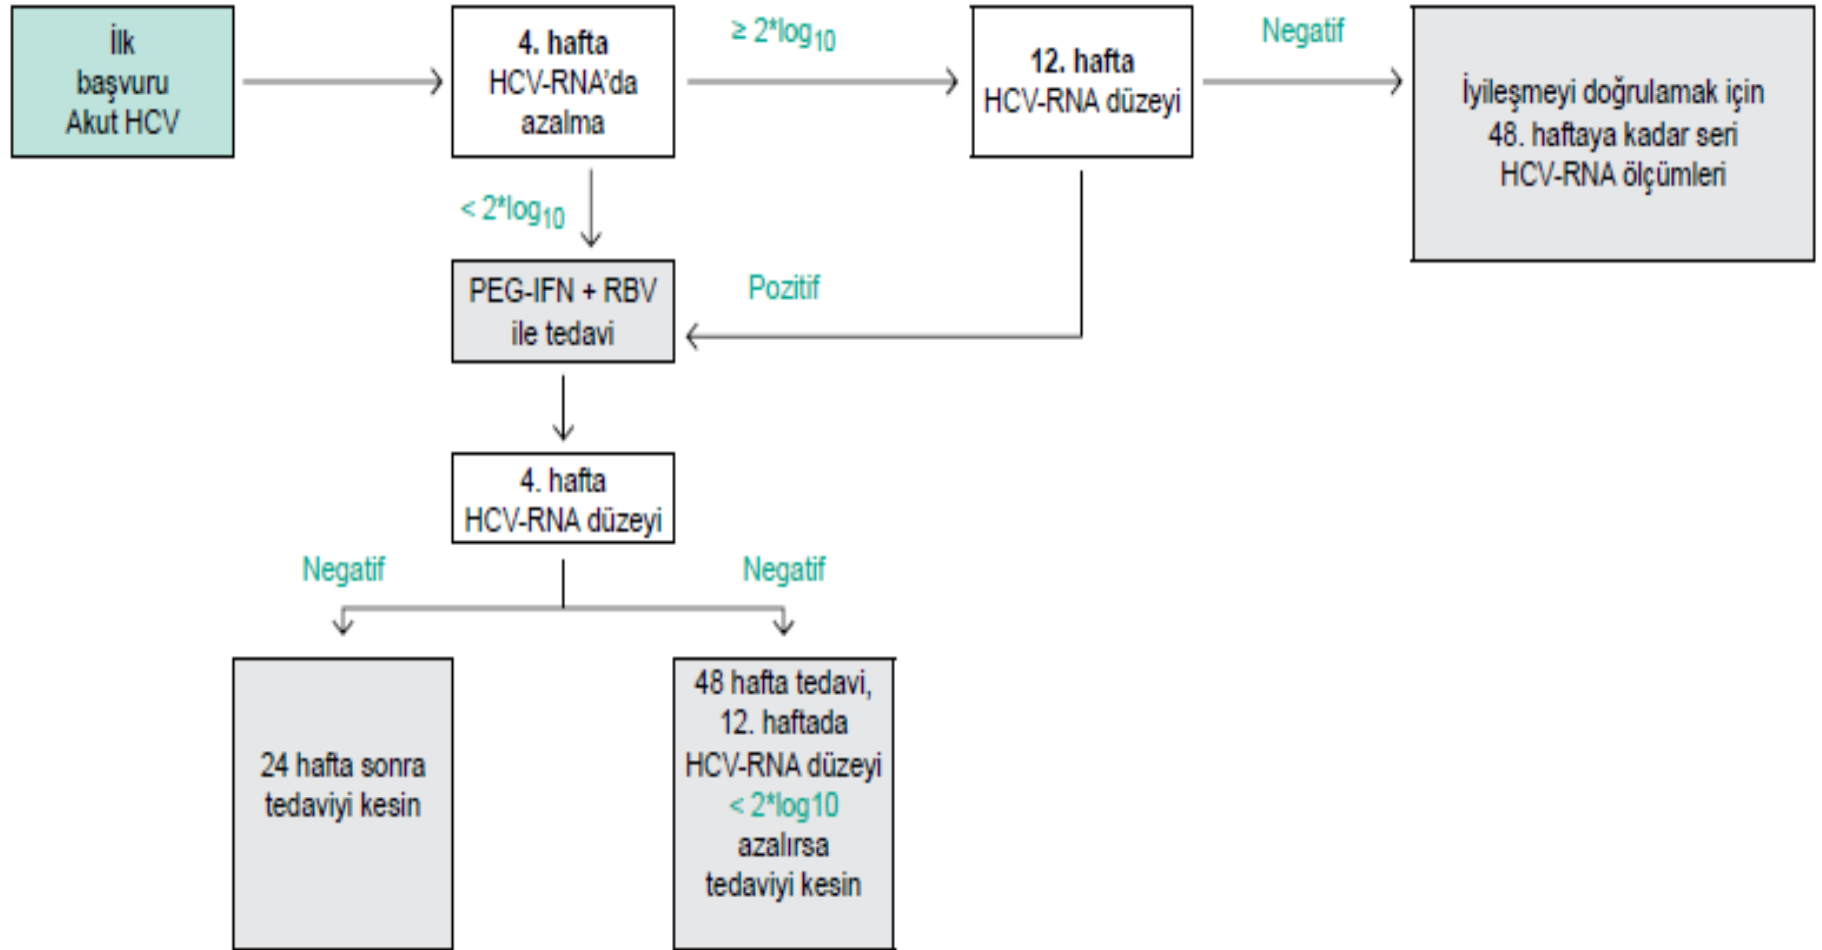 İlk
başvuru
Akut HCV
4. hafta
HCV-RNA'da
azalma
≥ 2*log10
12. hafta
HCV-RNA düzeyi
Negatif
İyileşmeyi doğrulamak için
48. haftaya kadar seri
HCV-RNA ölçümleri
< 2*log10
PEG-IFN + RBV
ile tedavi
Pozitif
4. hafta
HCV-RNA düzeyi
Negatif
Negatif
24 hafta sonra
tedaviyi kesin
48 hafta tedavi,
12. haftada
HCV-RNA düzeyi
< 2*log10
azalırsa
tedaviyi kesin